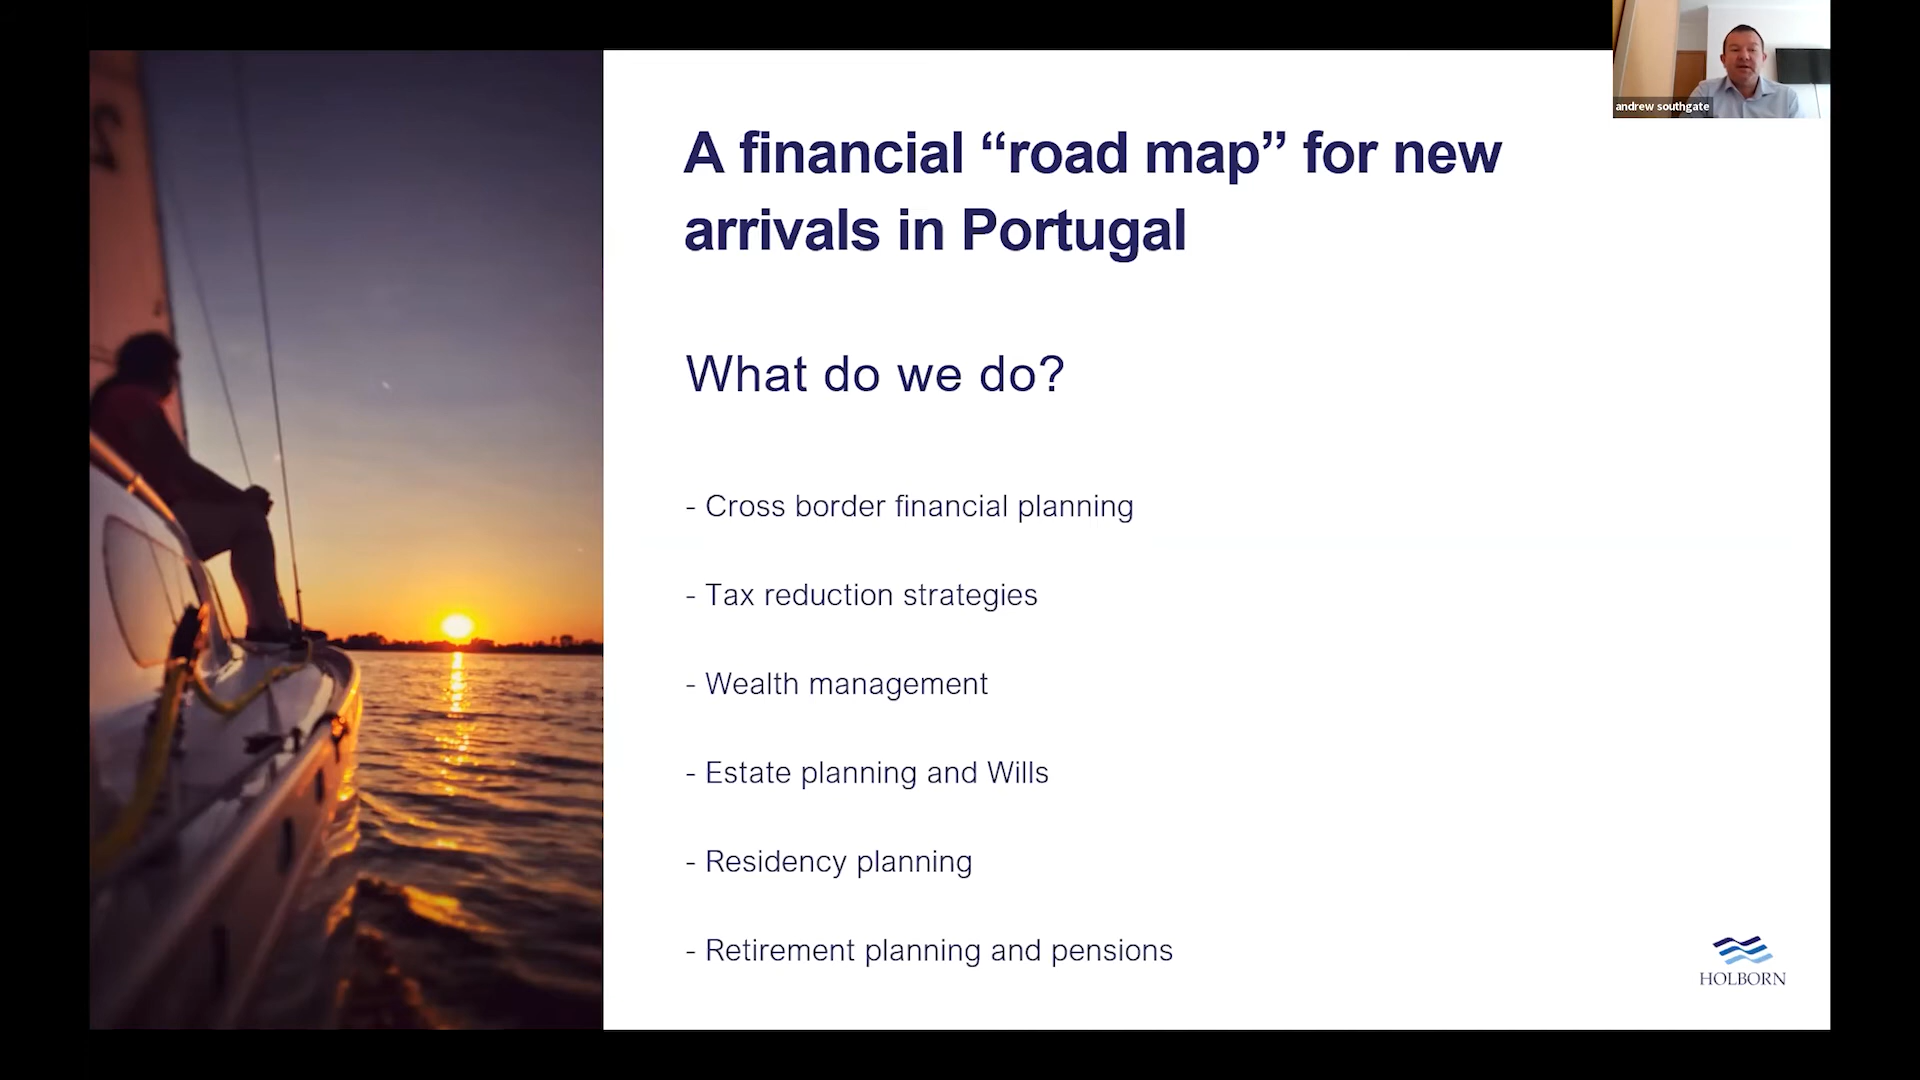 andrew southgate
A financial “road map” for new
arrivals in Portugal
What do we do?
- Cross border financial planning
- Tax reduction strategies
- Wealth management
- Estate planning and Wills
- Residency planning
- Retirement planning and pensions
HOLBORN